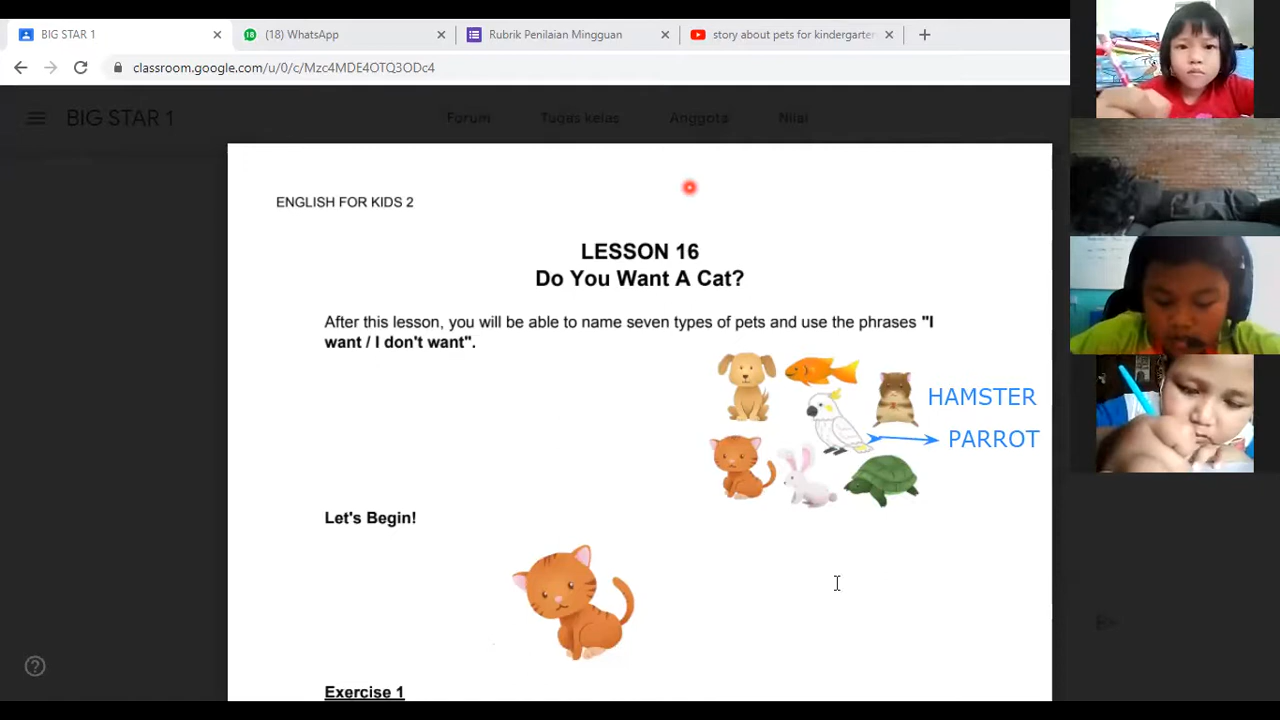 BIG STAR 1
(18) WhatsApp
Rubrik Penilaian Mingguan
story about pets for kindergarten
classroom.google.com/u/0/c/Mzc4MDE4OTQ3ODc4
BIG STAR 1
Forum
Tugas kelas
Anggota
Nilai
ENGLISH FOR KIDS 2
LESSON 16
Do You Want A Cat?
After this lesson, you will be able to name seven types of pets and use the phrases "I
want / I don't want".
HAMSTER
PARROT
Let's Begin!
Exercise 1